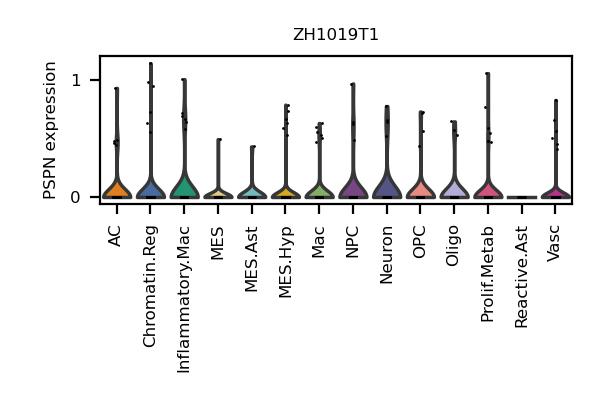 ZH1019T1
PSPN expression
1
0
AC
Chromatin.Reg
Inflammatory.Mac
MES
MES.Ast
MES.Hyp
Mac
NPC
Neuron
OPC
Oligo
Prolif.Metab
Reactive.Ast
Vasc